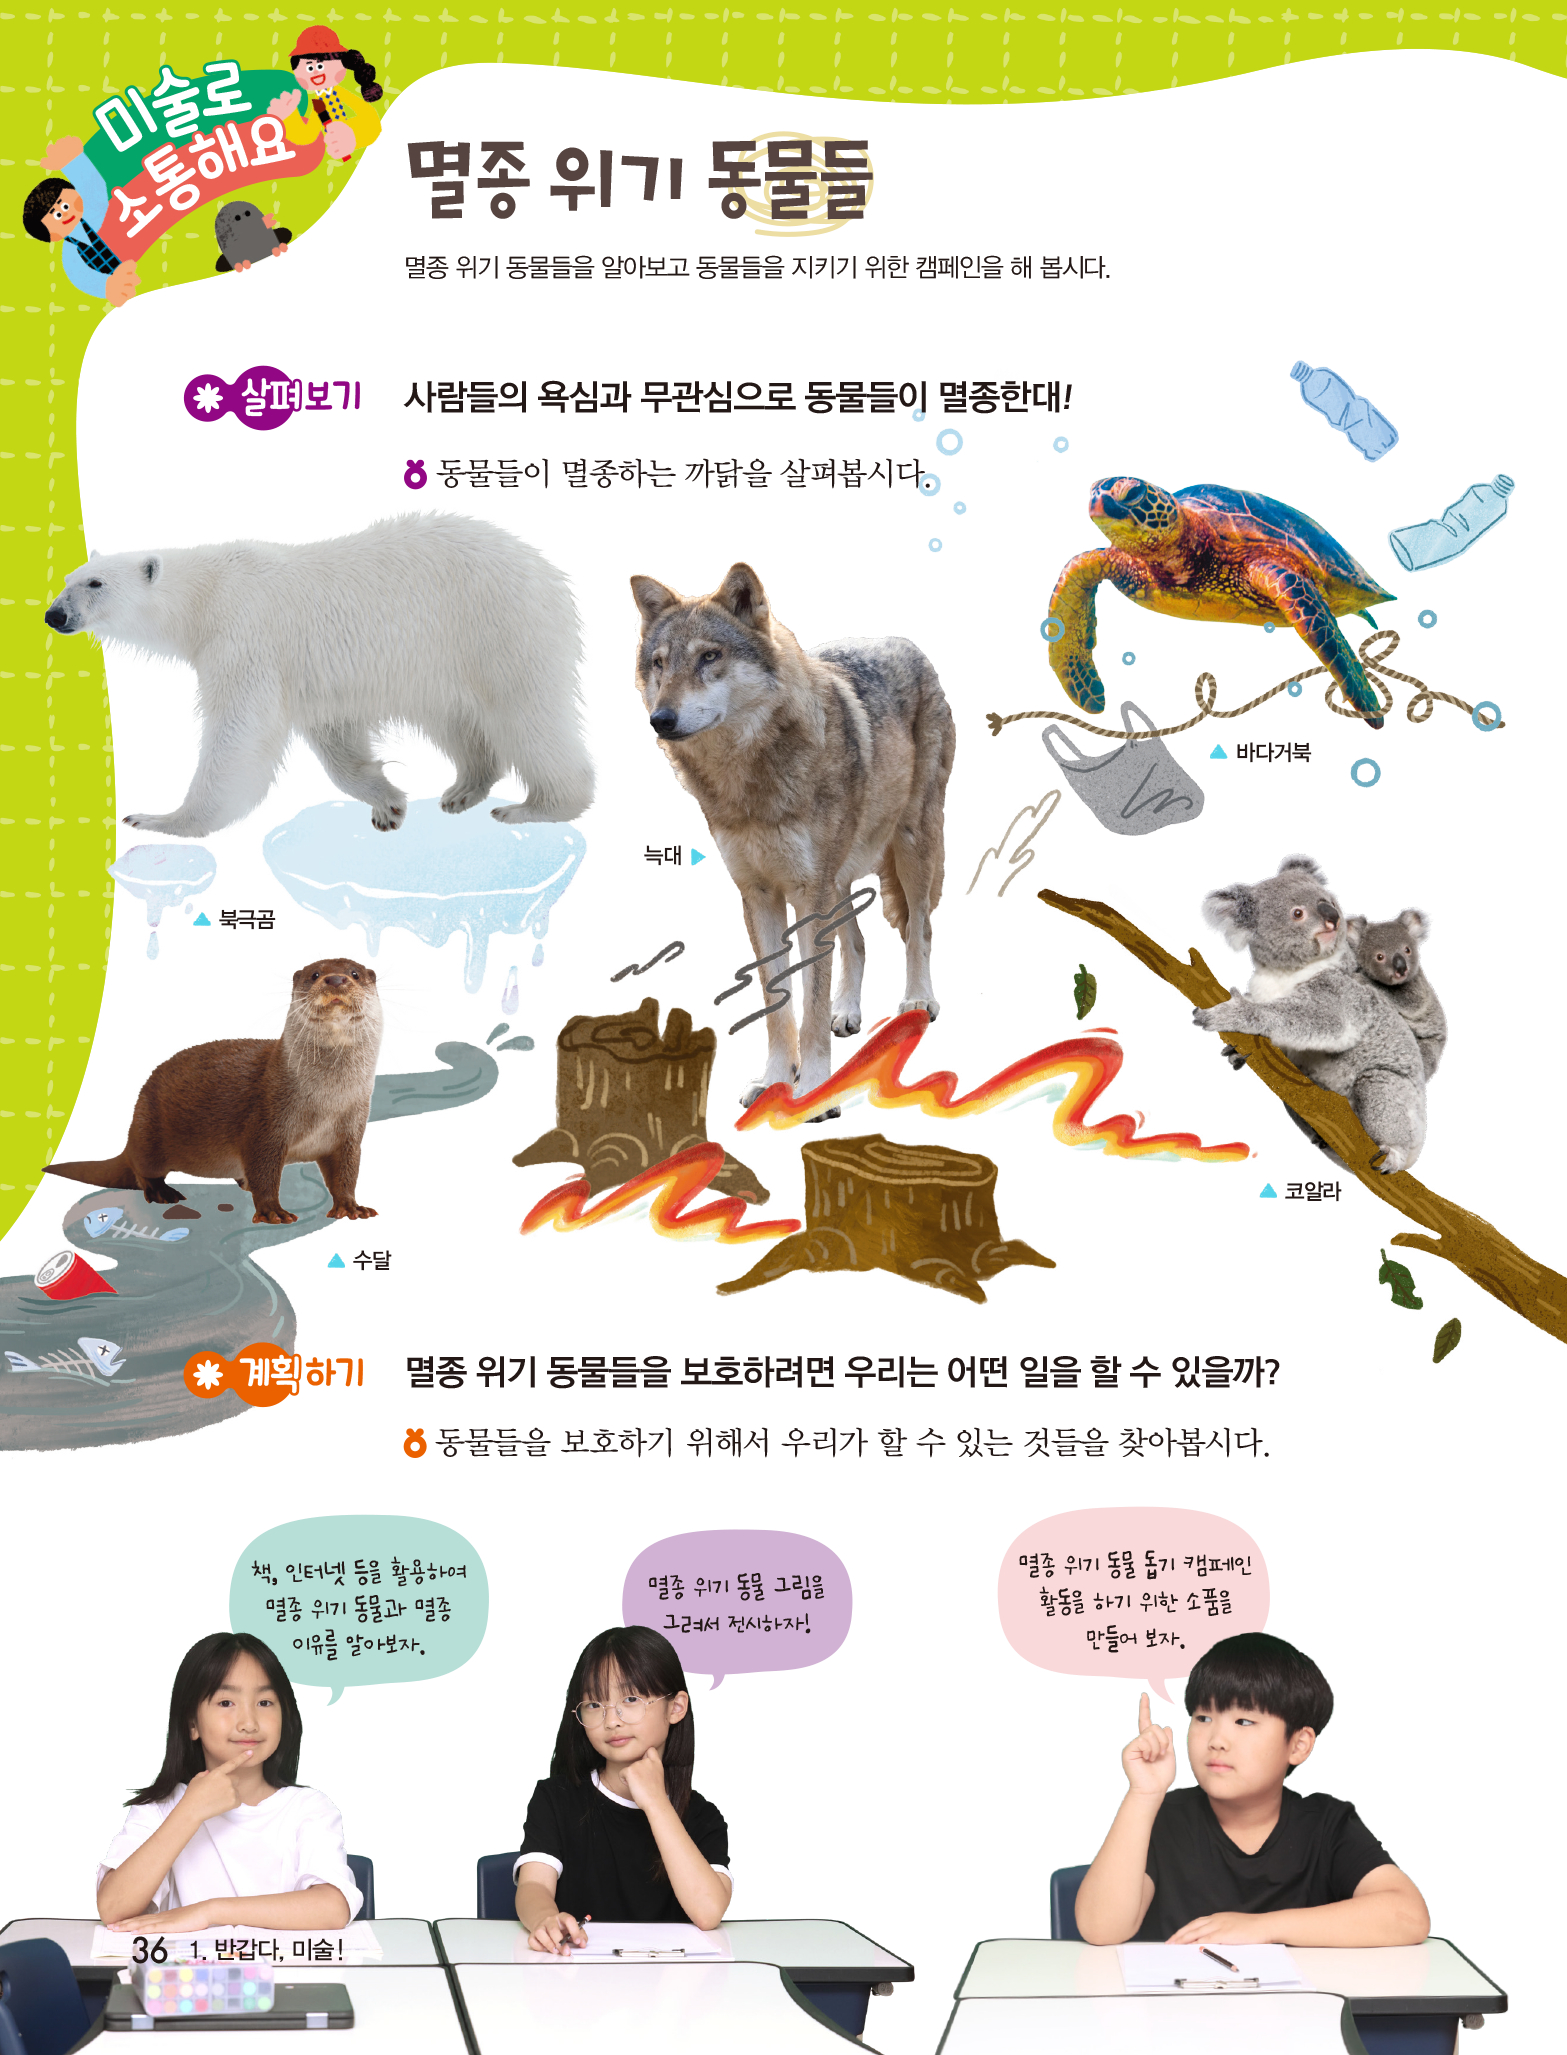 미술로
소통해요
멸종 위기 동물들
멸종 위기 동물들을 알아보고 동물들을 지키기 위한 캠페인을 해 봅시다.
살펴보기
사람들의 욕심과 무관심으로 동물들이 멸종한대!
동물들이 멸종하는 까닭을 살펴봅시다.
바다거북
늑대
북극곰
코알라
수달
계획하기
멸종 위기 동물들을 보호하려면 우리는 어떤 일을 할 수 있을까?
동물들을 보호하기 위해서 우리가 할 수 있는 것들을 찾아봅시다.
책, 인터넷 등을 활용하여
멸종 위기 동물과 멸종
이유를 알아보자.
멸종 위기 동물 그림을
그려서 전시하자!
멸종 위기 동물 돕기 캠페인
활동을 하기 위한 소품을
만들어 보자.
36 1. 반갑다, 미술!